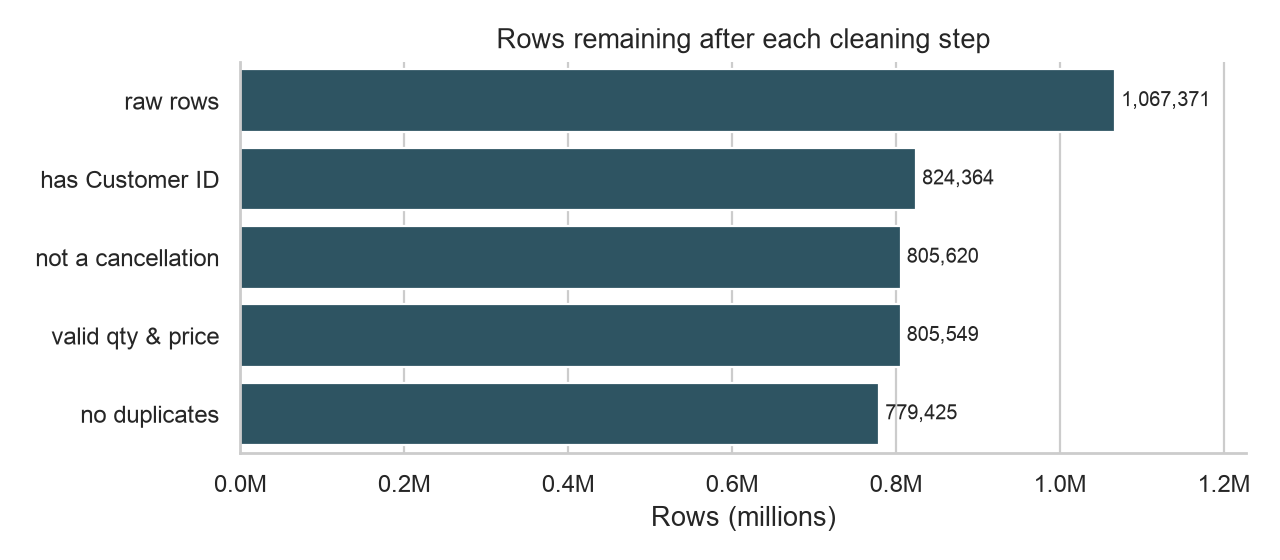 Rows remaining after each cleaning step
raw rows 1,067,371
has Customer ID 824,364
not a cancellation 805,620
valid qty & price 805,549
no duplicates 779,425
0.0M 0.2M 0.4M 0.6M 0.8M 1.0M 1.2M
Rows (millions)